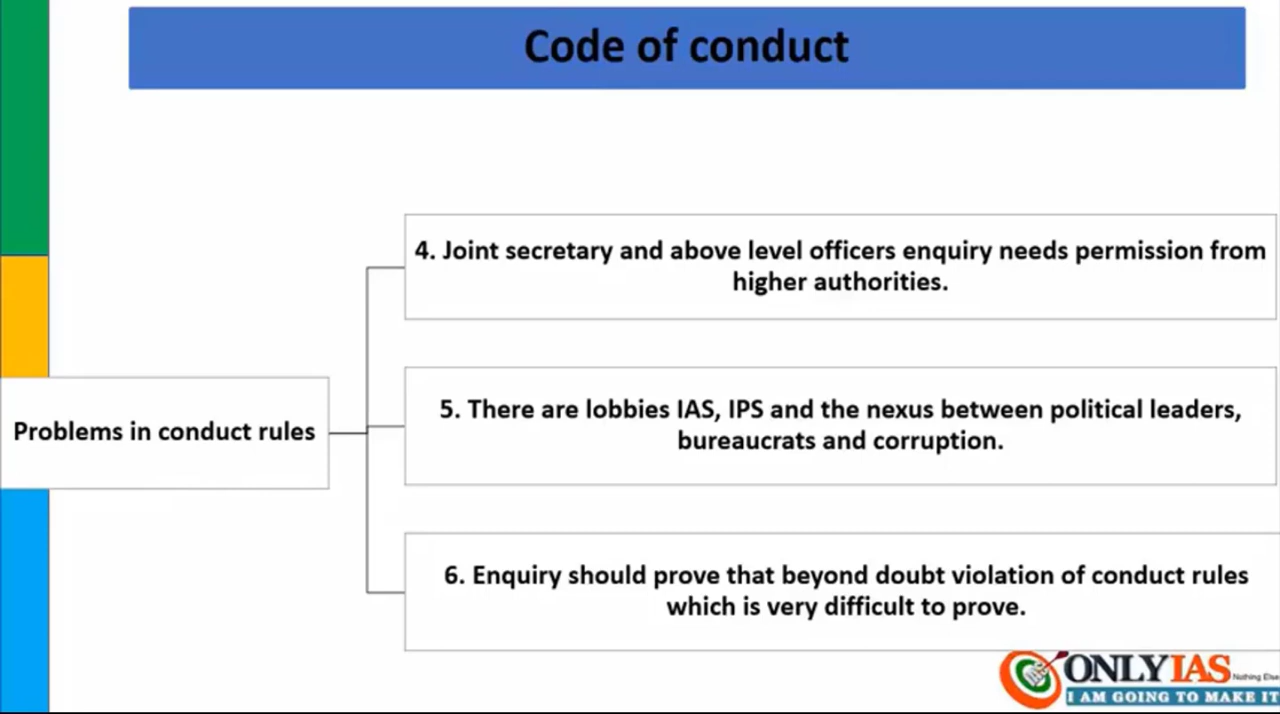 Code of conduct
4. Joint secretary and above level officers enquiry needs permission from
higher authorities.
Problems in conduct rules
5. There are lobbies IAS, IPS and the nexus between political leaders,
bureaucrats and corruption.
6. Enquiry should prove that beyond doubt violation of conduct rules
which is very difficult to prove.
ONLYIAS
Nothing Else
I AM GOING TO MAKE IT